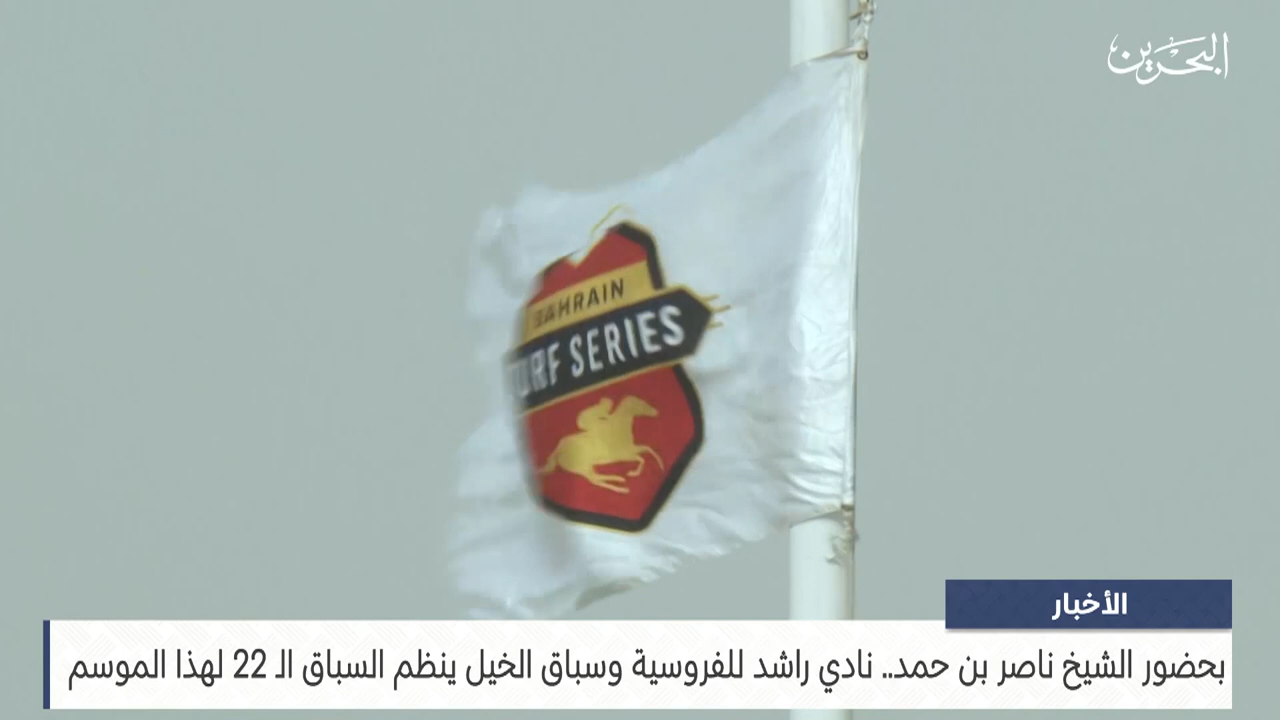 البحرين
BAHRAIN
TURF SERIES
الأخبار
بحضور الشيخ ناصر بن حمد.. نادي راشد للفروسية وسباق الخيل ينظم السباق الـ 22 لهذا الموسم